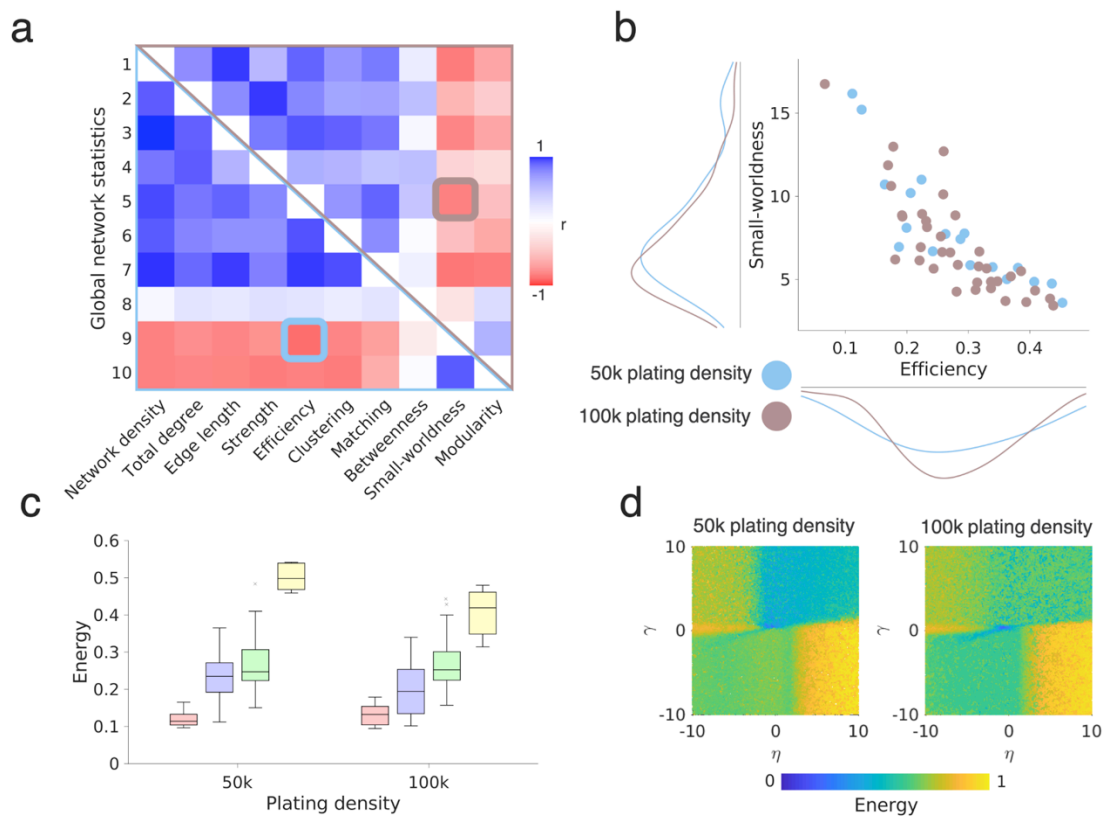 a
Global network statistics
1
2
3
4
5
6
7
8
9
10
Network density
Total degree
Edge length
Strength
Efficiency
Clustering
Matching
Betweenness
Small-worldness
Modularity
1
r
-1
b
Small-worldness
15
10
5
0.1 0.2 0.3 0.4
Efficiency
50k plating density
100k plating density
c
Energy
0.6
0.5
0.4
0.3
0.2
0.1
0
50k 100k
Plating density
d
50k plating density 100k plating density
10 10
γ 0 γ 0
-10 -10
-10 0 10 -10 0 10
η η
0 1
Energy